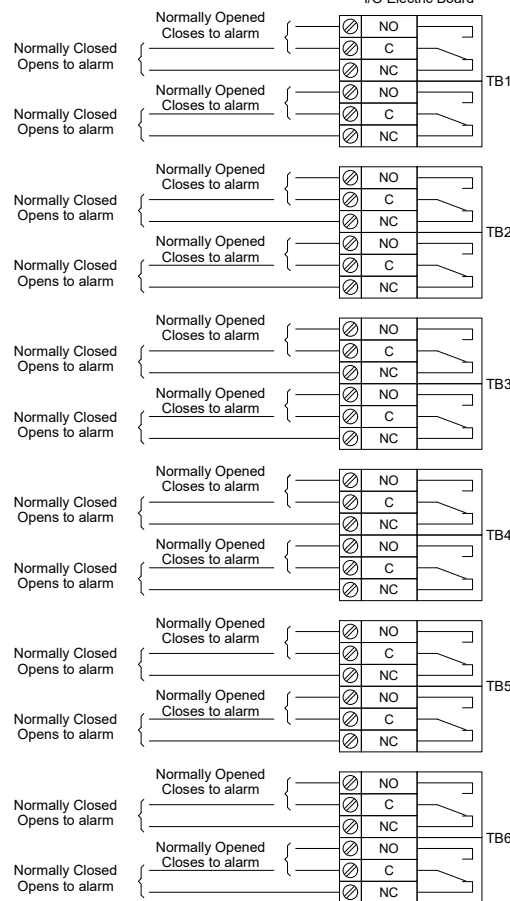 I/O Electric Board
Normally Opened
Closes to alarm
NO
Normally Closed
Opens to alarm
C
NC
TB1
Normally Opened
Closes to alarm
NO
Normally Closed
Opens to alarm
C
NC
Normally Opened
Closes to alarm
NO
Normally Closed
Opens to alarm
C
NC
TB2
Normally Opened
Closes to alarm
NO
Normally Closed
Opens to alarm
C
NC
Normally Opened
Closes to alarm
NO
Normally Closed
Opens to alarm
C
NC
TB3
Normally Opened
Closes to alarm
NO
Normally Closed
Opens to alarm
C
NC
Normally Opened
Closes to alarm
NO
Normally Closed
Opens to alarm
C
NC
TB4
Normally Opened
Closes to alarm
NO
Normally Closed
Opens to alarm
C
NC
Normally Opened
Closes to alarm
NO
Normally Closed
Opens to alarm
C
NC
TB5
Normally Opened
Closes to alarm
NO
Normally Closed
Opens to alarm
C
NC
Normally Opened
Closes to alarm
NO
Normally Closed
Opens to alarm
C
NC
TB6
Normally Opened
Closes to alarm
NO
Normally Closed
Opens to alarm
C
NC